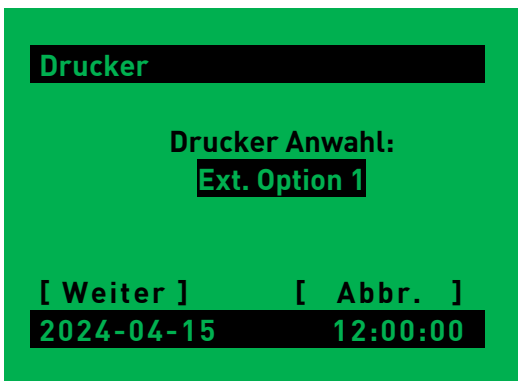 Drucker
Drucker Anwahl:
Ext. Option 1
[ Weiter ] [ Abbr. ]
2024-04-15 12:00:00